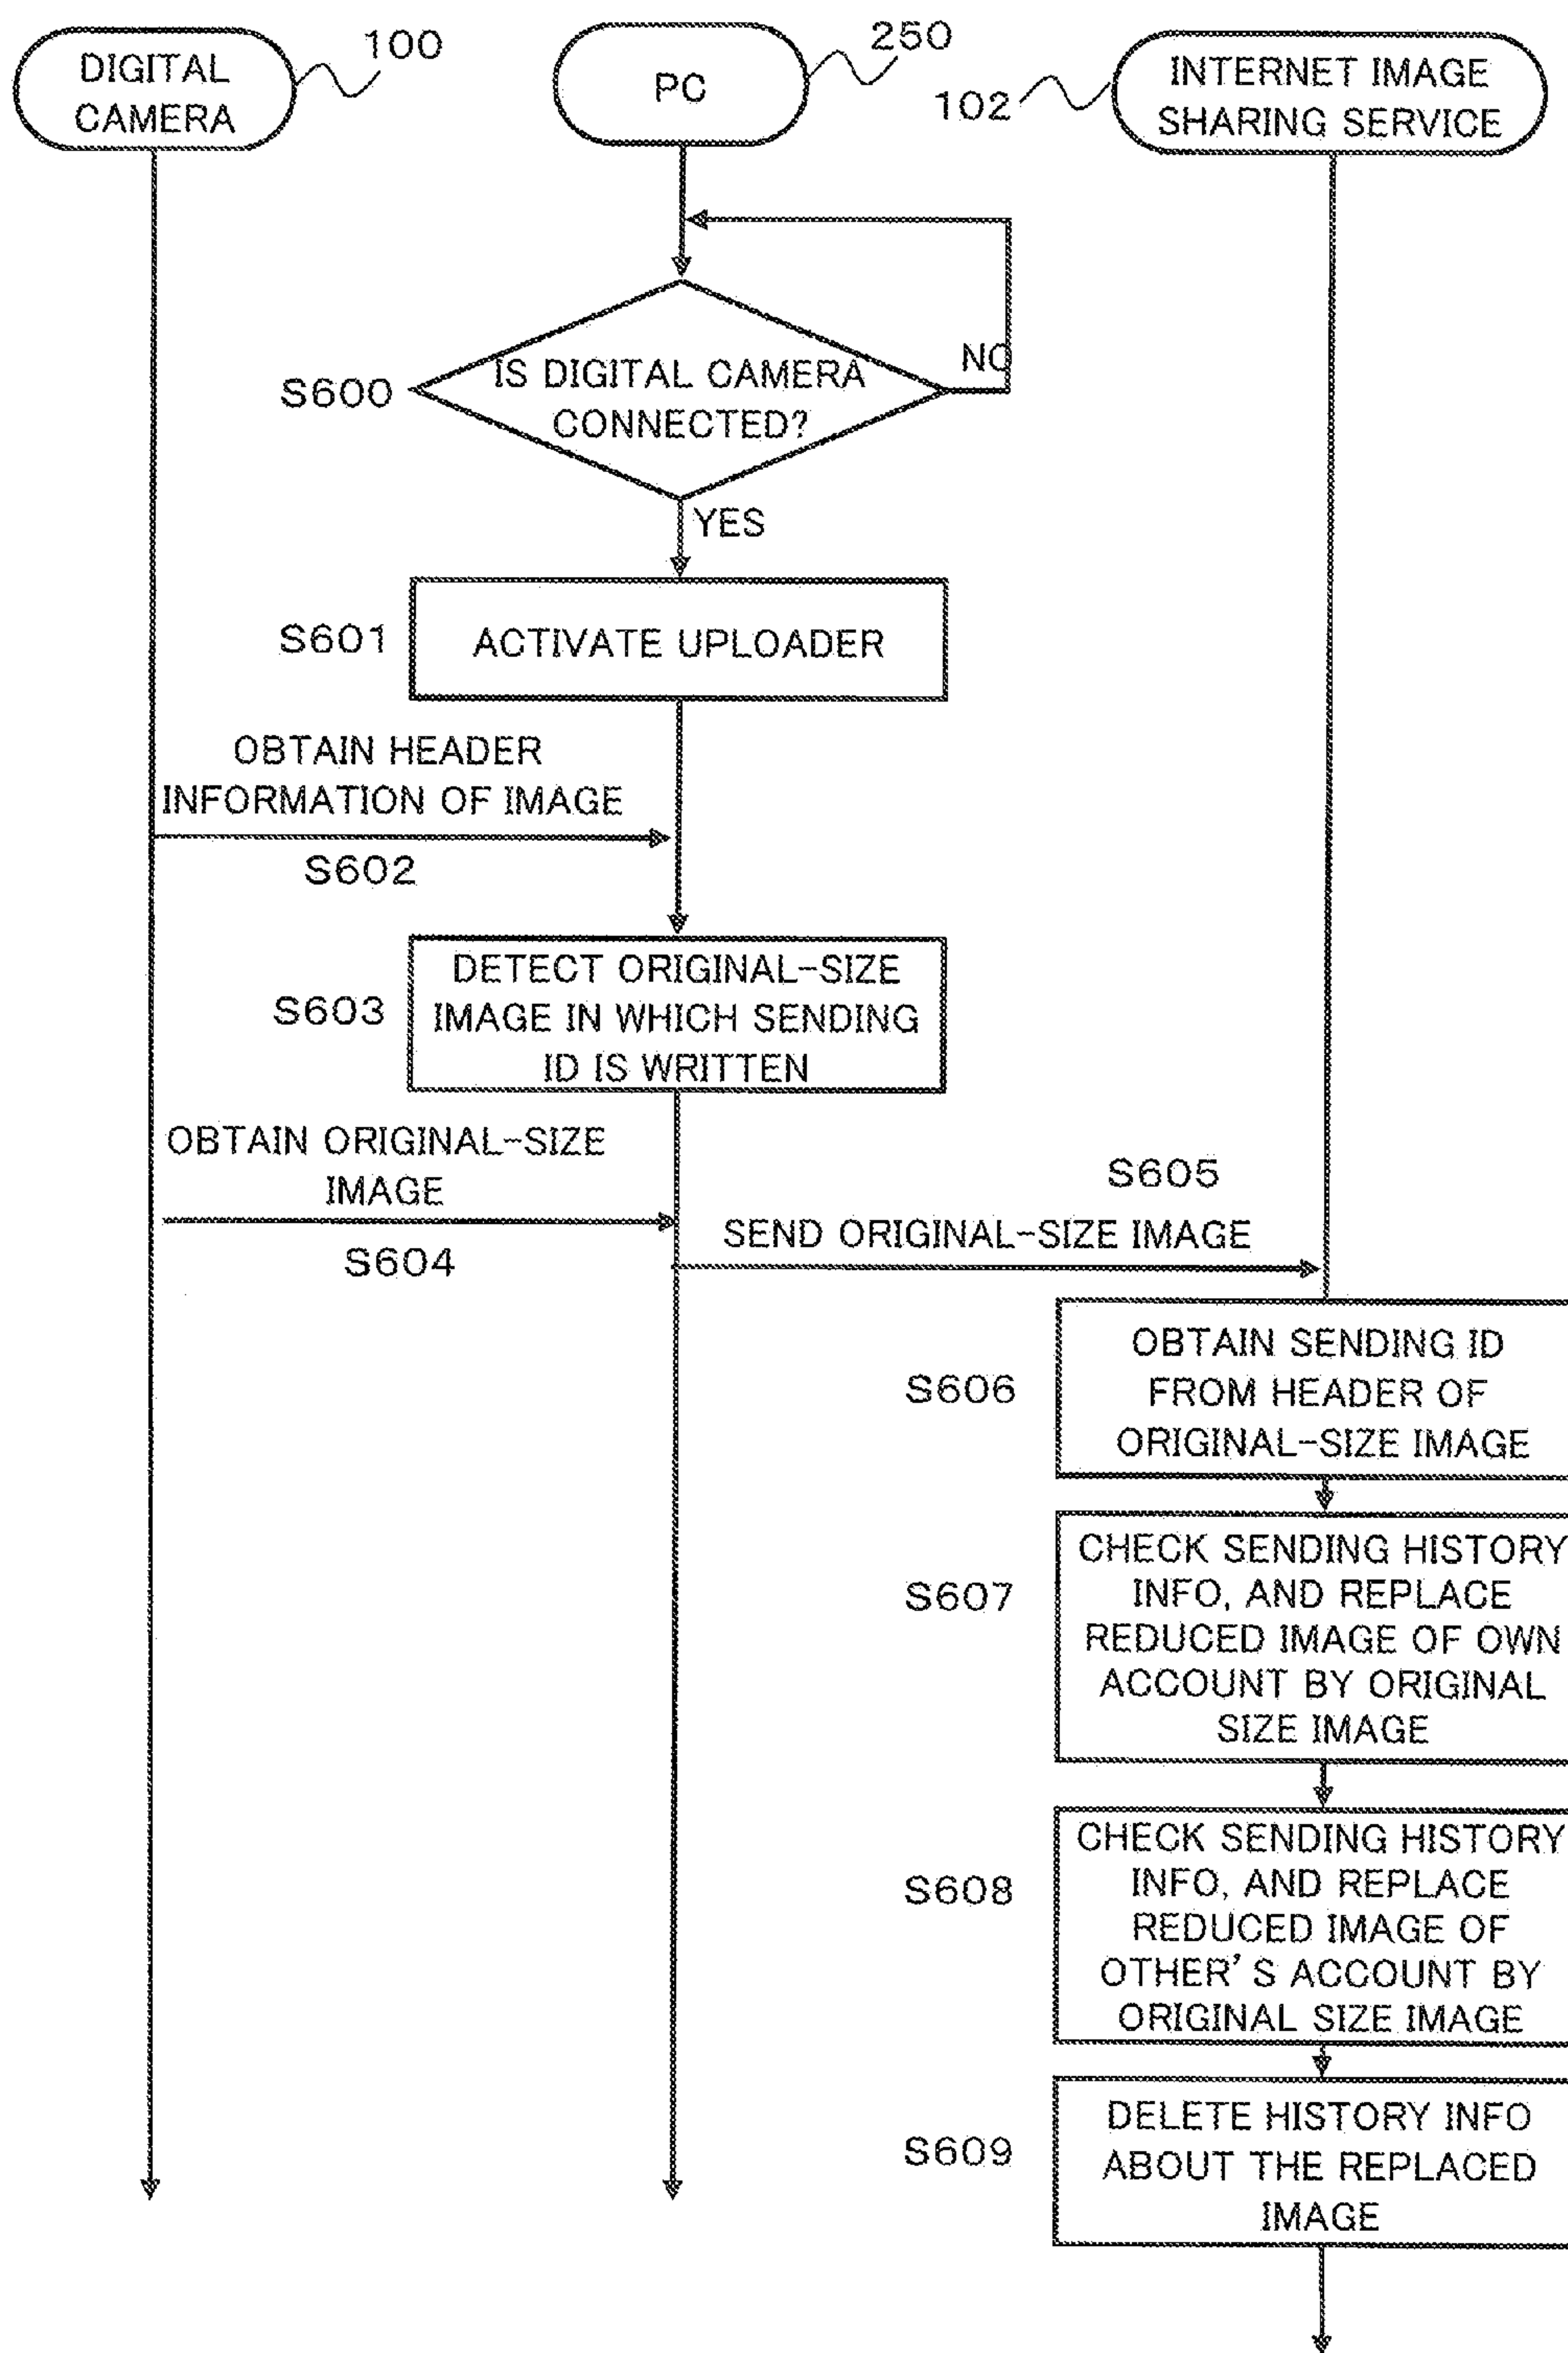 DIGITAL
CAMERA
100
PC
250
102
INTERNET IMAGE
SHARING SERVICE
S600
IS DIGITAL CAMERA
CONNECTED?
NO
YES
S601
ACTIVATE UPLOADER
OBTAIN HEADER
INFORMATION OF IMAGE
S602
S603
DETECT ORIGINAL-SIZE
IMAGE IN WHICH SENDING
ID IS WRITTEN
OBTAIN ORIGINAL-SIZE
IMAGE
S604
S605
SEND ORIGINAL-SIZE IMAGE
S606
OBTAIN SENDING ID
FROM HEADER OF
ORIGINAL-SIZE IMAGE
S607
CHECK SENDING HISTORY
INFO, AND REPLACE
REDUCED IMAGE OF OWN
ACCOUNT BY ORIGINAL
SIZE IMAGE
S608
CHECK SENDING HISTORY
INFO, AND REPLACE
REDUCED IMAGE OF
OTHER'S ACCOUNT BY
ORIGINAL SIZE IMAGE
S609
DELETE HISTORY INFO
ABOUT THE REPLACED
IMAGE